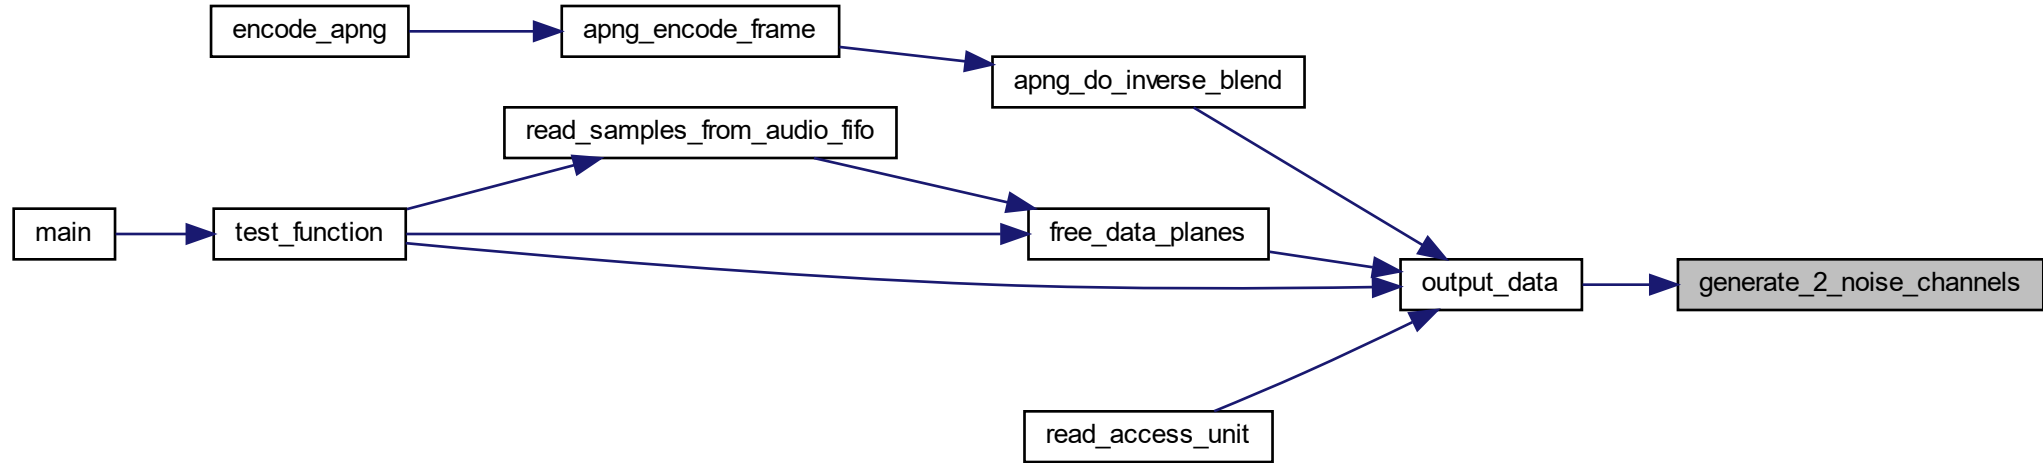 encode_apng
apng_encode_frame
apng_do_inverse_blend
read_samples_from_audio_fifo
main
test_function
free_data_planes
output_data
generate_2_noise_channels
read_access_unit